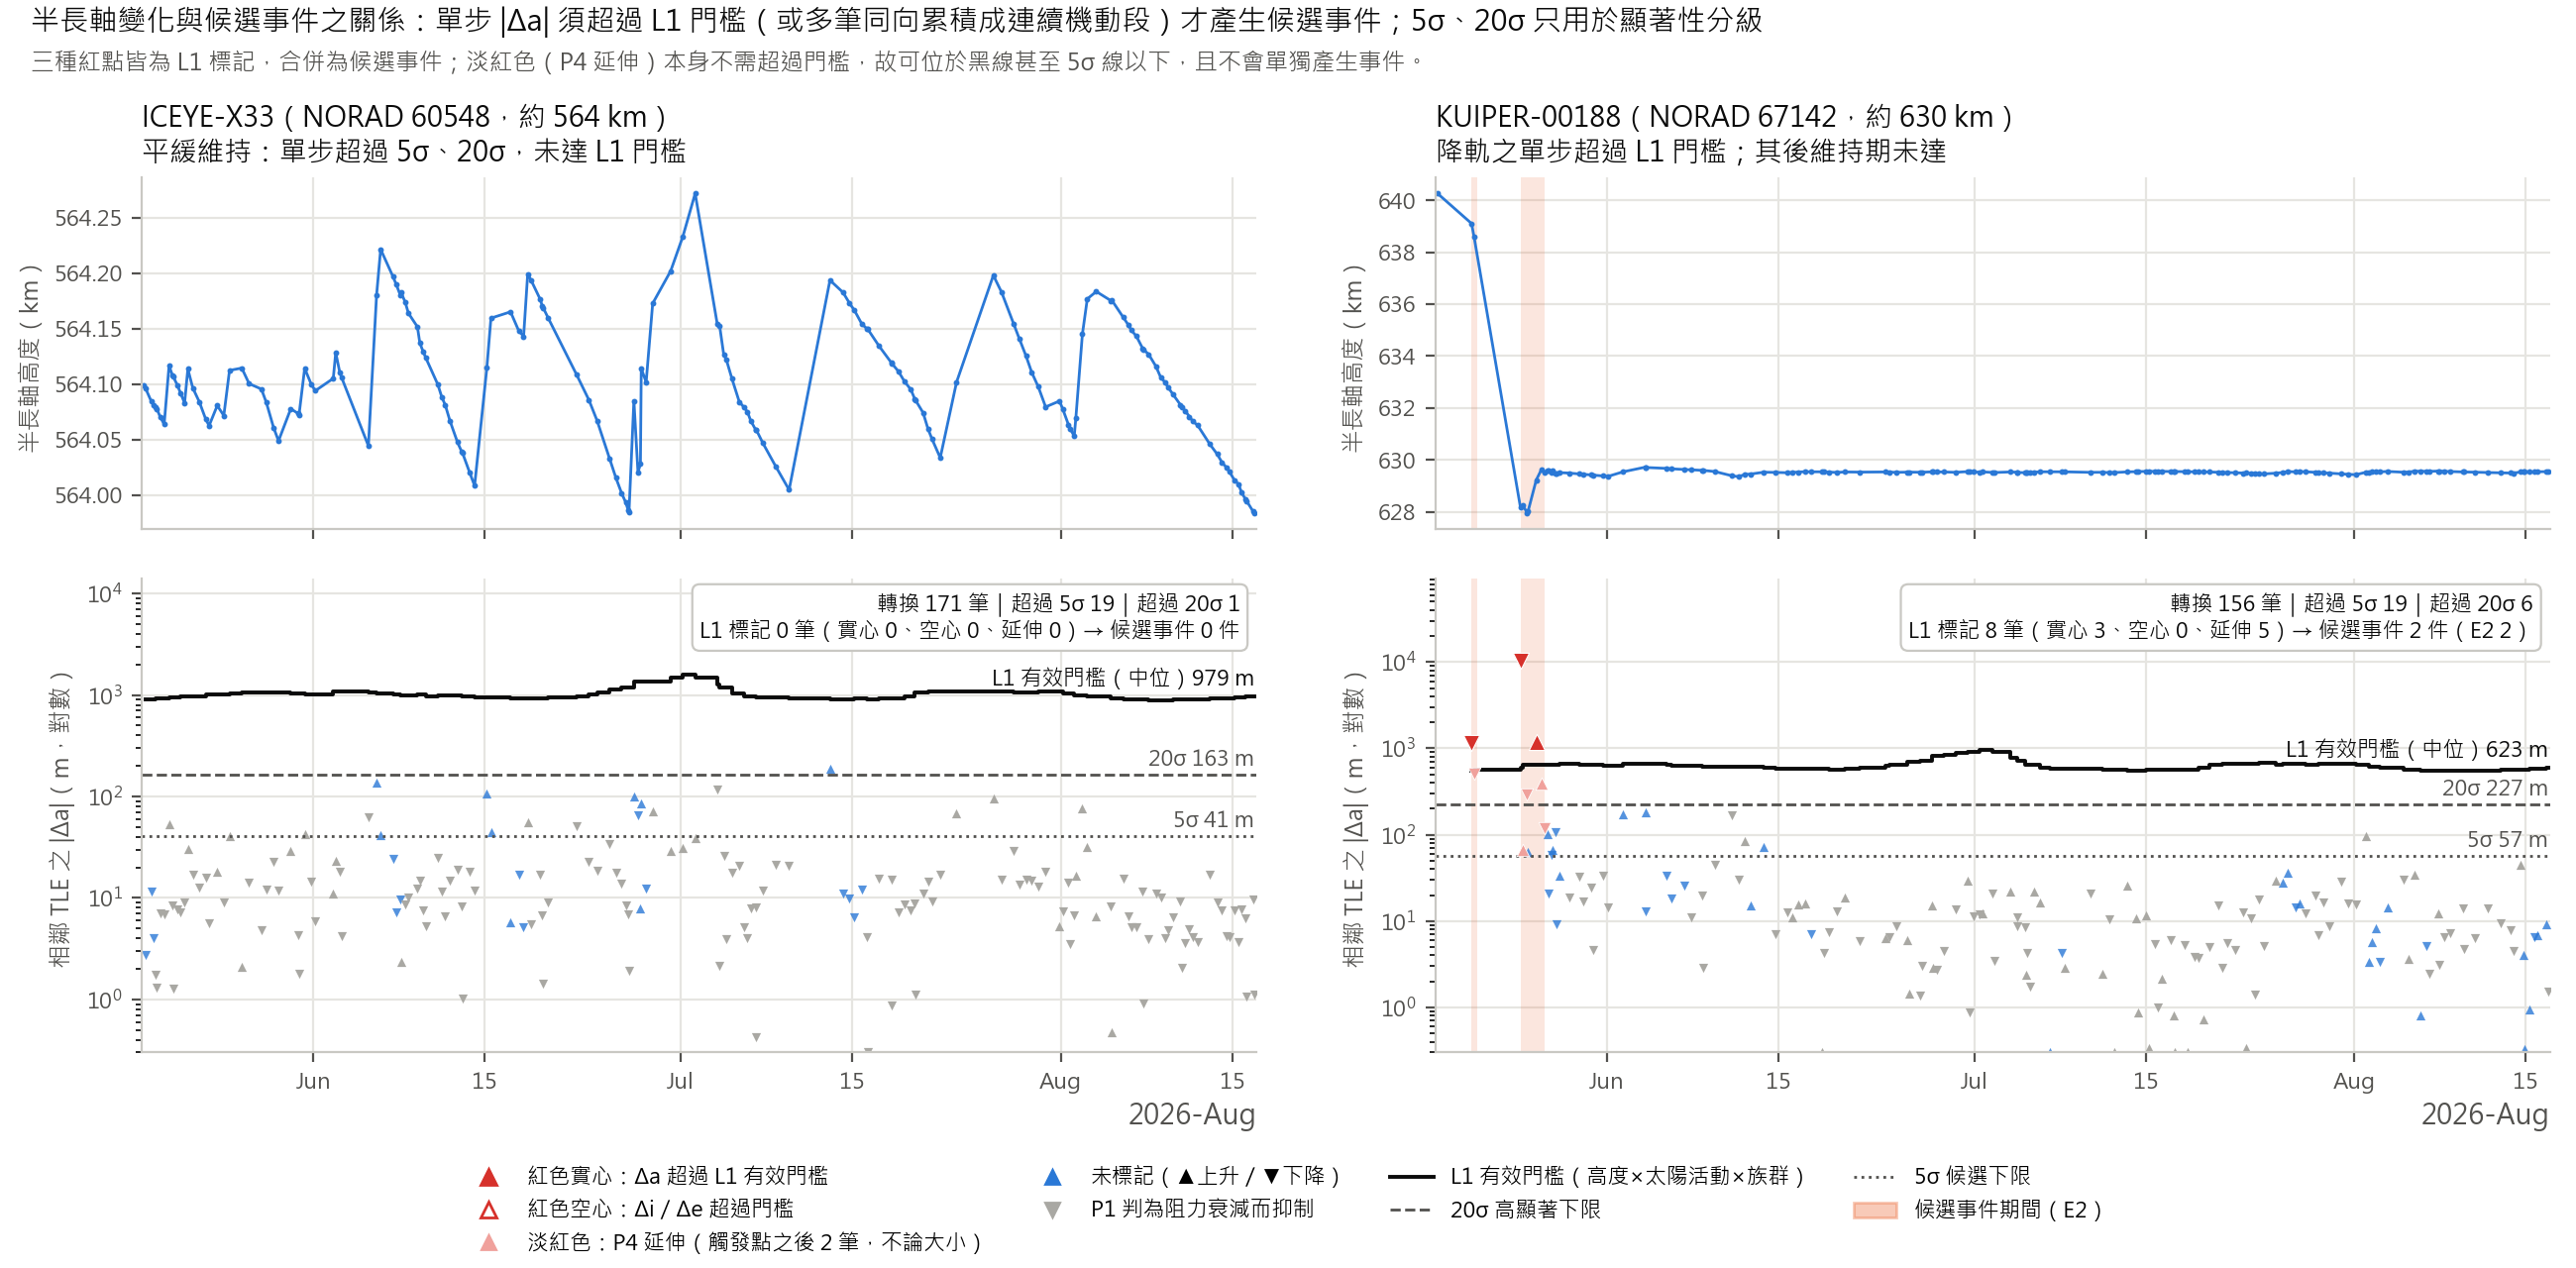 半長軸變化與候選事件之關係：單步 |Δa| 須超過 L1 門檻（或多筆同向累積成連續機動段）才產生候選事件；5σ、20σ 只用於顯著性分級
三種紅點皆為 L1 標記，合併為候選事件；淡紅色（P4 延伸）本身不需超過門檻，故可位於黑線甚至 5σ 線以下，且不會單獨產生事件。
ICEYE-X33（NORAD 60548，約 564 km）
平緩維持：單步超過 5σ、20σ，未達 L1 門檻
半長軸高度（km）
564.25
564.20
564.15
564.10
564.05
564.00
KUIPER-00188（NORAD 67142，約 630 km）
降軌之單步超過 L1 門檻；其後維持期未達
半長軸高度（km）
640
638
636
634
632
630
628
相鄰 TLE 之 |Δa|（m，對數）
10⁴
10³
10²
10¹
10⁰
轉換 171 筆 | 超過 5σ 19 | 超過 20σ 1
L1 標記 0 筆（實心 0、空心 0、延伸 0）→ 候選事件 0 件
L1 有效門檻（中位）979 m
20σ 163 m
5σ 41 m
Jun 15 Jul 15 Aug 15
2026-Aug
相鄰 TLE 之 |Δa|（m，對數）
10⁴
10³
10²
10¹
10⁰
轉換 156 筆 | 超過 5σ 19 | 超過 20σ 6
L1 標記 8 筆（實心 3、空心 0、延伸 5）→ 候選事件 2 件（E2 2）
L1 有效門檻（中位）623 m
20σ 227 m
5σ 57 m
Jun 15 Jul 15 Aug 15
2026-Aug
紅色實心：Δa 超過 L1 有效門檻
紅色空心：Δi / Δe 超過門檻
淡紅色：P4 延伸（觸發點之後 2 筆，不論大小）
未標記（▲上升 / ▼下降）
P1 判為阻力衰減而抑制
L1 有效門檻（高度×太陽活動×族群）
20σ 高顯著下限
5σ 候選下限
候選事件期間（E2）